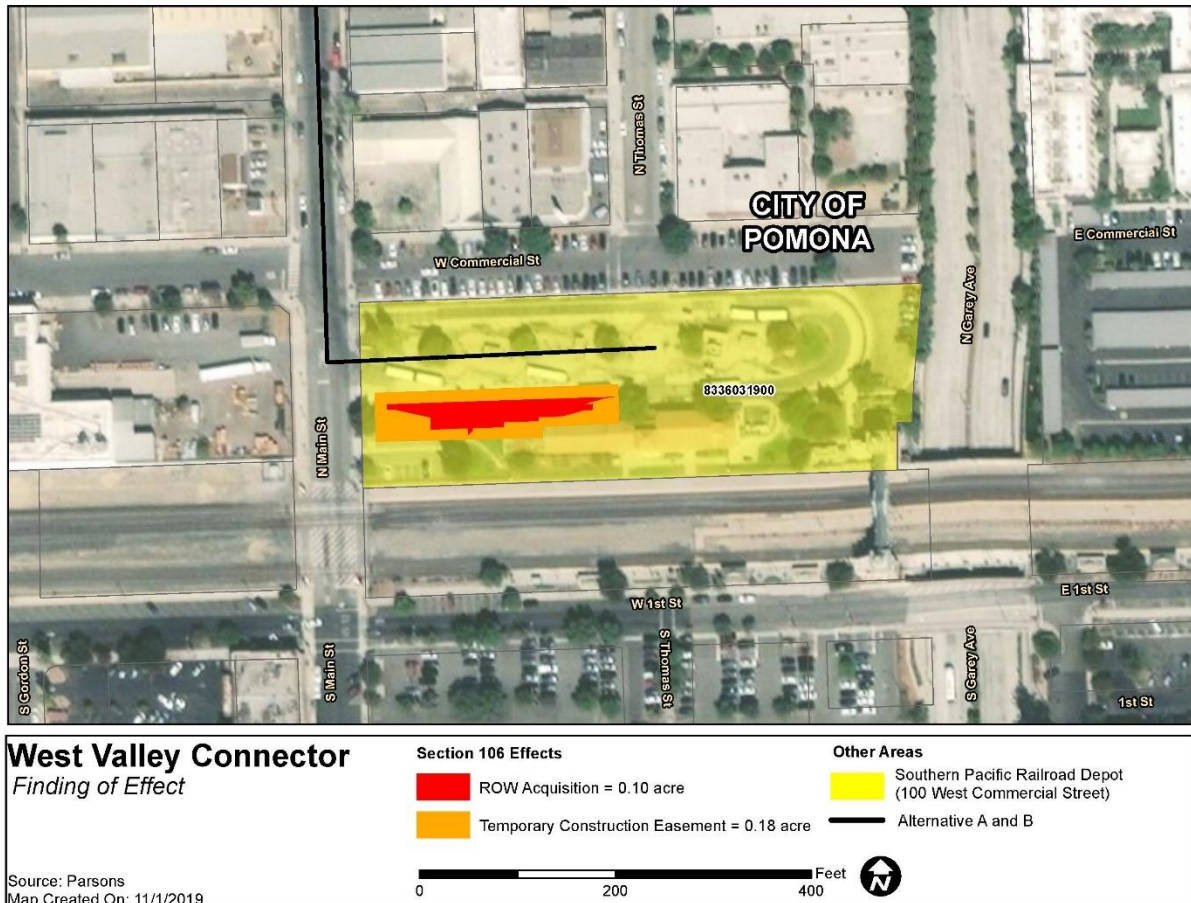 N Thomas St
CITY OF
POMONA
W Commercial St
E Commercial St
N Garey Ave
8336031900
N Main St
W 1st St
E 1st St
S Gordon St
S Main St
S Thomas St
S Garey Ave
1st St
West Valley Connector
Finding of Effect
Source: Parsons
Map Created On: 11/1/2019
Section 106 Effects
ROW Acquisition = 0.10 acre
Temporary Construction Easement = 0.18 acre
0 200 400 Feet
N
Other Areas
Southern Pacific Railroad Depot
(100 West Commercial Street)
Alternative A and B